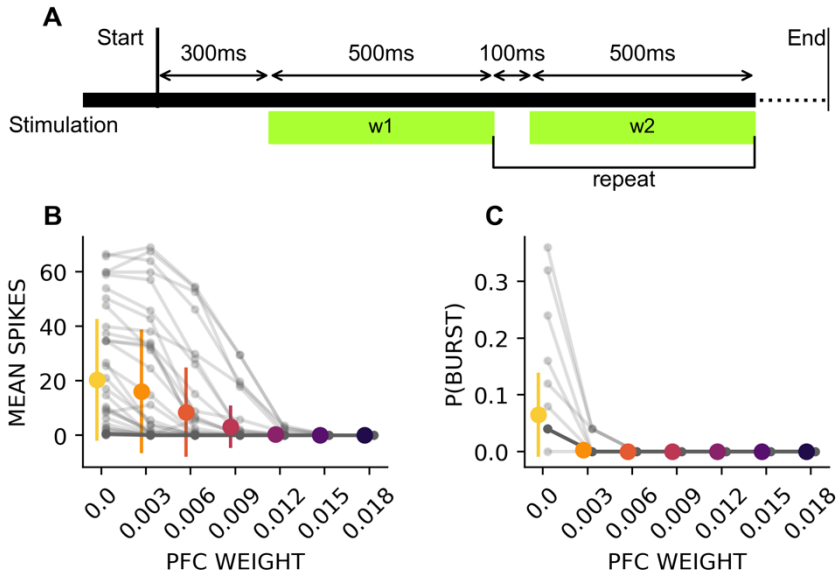 A
Start
End
300ms
500ms
100ms
500ms
Stimulation
w1
w2
repeat
B
MEAN SPIKES
60
40
20
0
0.0
0.003
0.006
0.009
0.012
0.015
0.018
PFC WEIGHT
C
P(BURST)
0.3
0.2
0.1
0.0
0.0
0.003
0.006
0.009
0.012
0.015
0.018
PFC WEIGHT